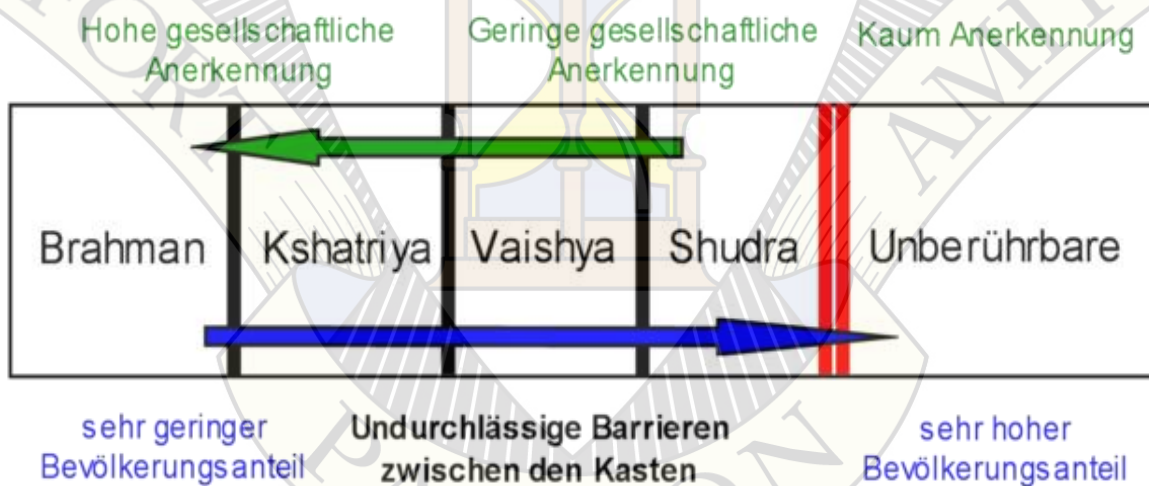 Hohe gesellschaftliche
Anerkennung
Geringe gesellschaftliche
Anerkennung
Kaum Anerkennung
Brahman
Kshatriya
Vaishya
Shudra
Unberührbare
sehr geringer
Bevölkerungsanteil
Undurchlässige Barrieren
zwischen den Kasten
sehr hoher
Bevölkerungsanteil